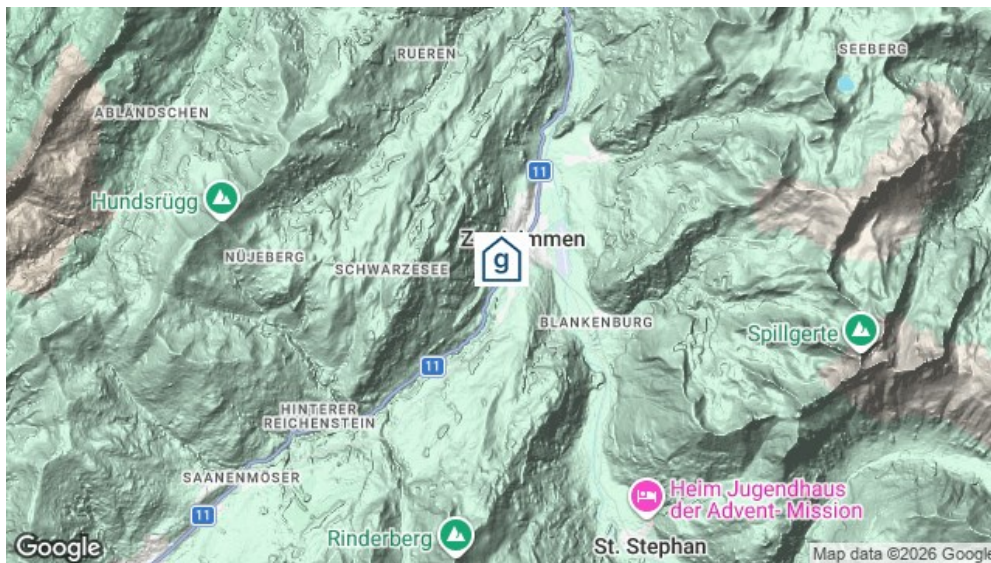 SEEBERG
RUEREN
ABLÄNDSCHEN
11
Hundsrügg
NÜJEBERG
SCHWARZESEE
g
BLANKENBURG
Spillgerte
11
HINTERER
REICHENSTEIN
SAANENMÖSER
11
Heim Jugendhaus
der Advent- Mission
Rinderberg
St. Stephan
Google
Map data ©2026 Google